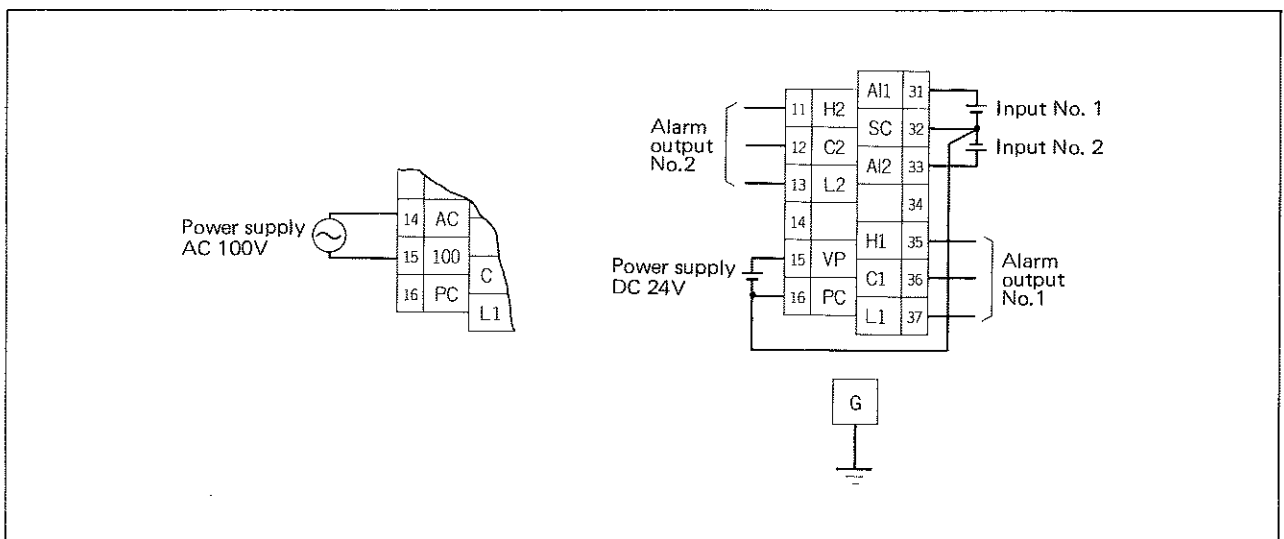 Power supply
AC 100V
14 AC
15 100
16 PC
C
L1
Alarm
output
No.2
11 H2
12 C2
13 L2
14
15 VP
16 PC
Power supply
DC 24V
AI1 31
SC 32
AI2 33
34
H1 35
C1 36
L1 37
Input No. 1
Input No. 2
Alarm
output
No.1
G